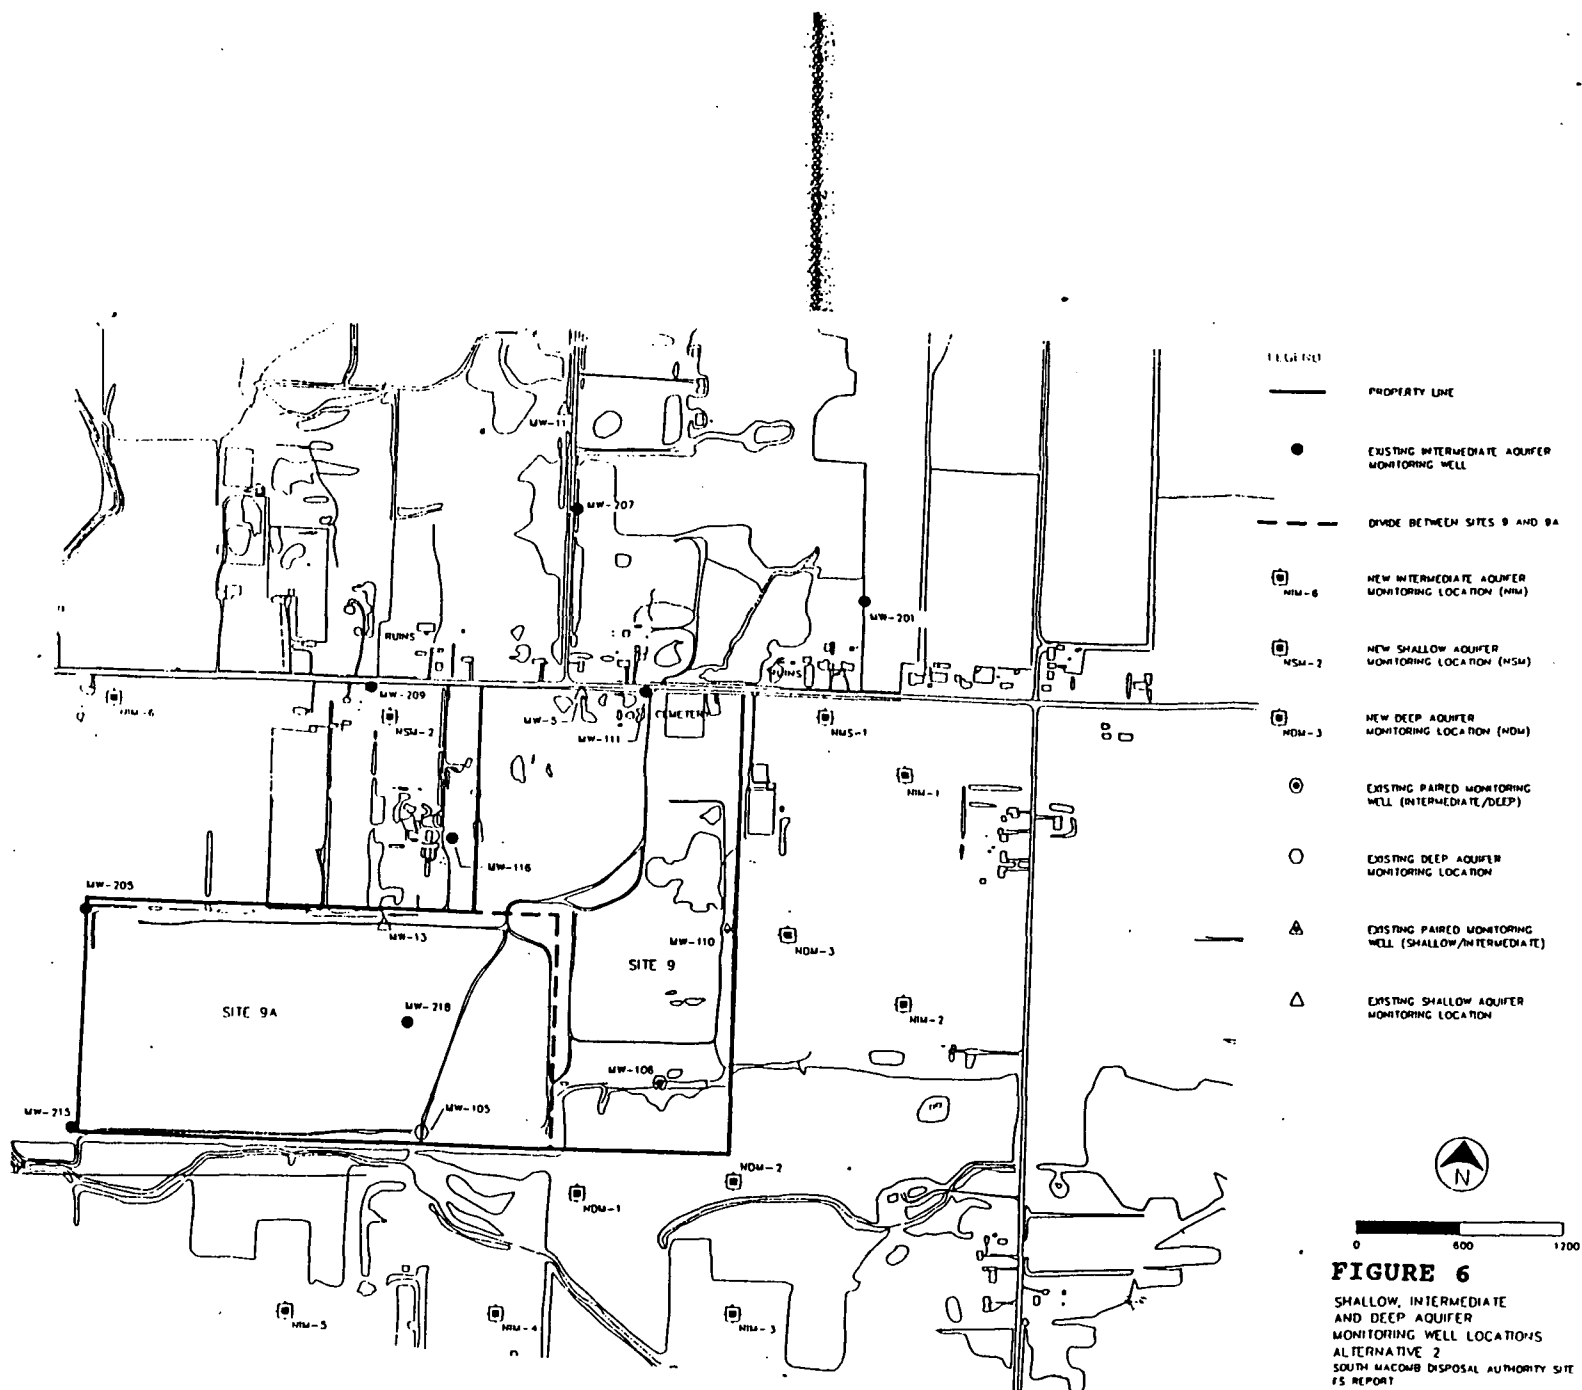 LEGEND
PROPERTY LINE
EXISTING INTERMEDIATE AQUIFER
MONITORING WELL
DIVIDE BETWEEN SITES 9 AND 9A
NIM-6
NEW INTERMEDIATE AQUIFER
MONITORING LOCATION (NIM)
NSM-2
NEW SHALLOW AQUIFER
MONITORING LOCATION (NSM)
NDM-3
NEW DEEP AQUIFER
MONITORING LOCATION (NDM)
EXISTING PAIRED MONITORING
WELL (INTERMEDIATE/DEEP)
EXISTING DEEP AQUIFER
MONITORING LOCATION
EXISTING PAIRED MONITORING
WELL (SHALLOW/INTERMEDIATE)
EXISTING SHALLOW AQUIFER
MONITORING LOCATION
MW-11
MW-207
MW-201
RUINS
RUINS
MW-209
NIM-6
NSM-2
MW-5
CEMETERY
MW-111
NMS-1
NIM-1
MW-116
MW-205
MW-13
MW-110
NDM-3
SITE 9
SITE 9A
MW-218
NIM-2
MW-106
MW-215
MW-105
NDM-2
NDM-1
NIM-5
NIM-4
NIM-3
N
0 600 1200
FIGURE 6
SHALLOW, INTERMEDIATE
AND DEEP AQUIFER
MONITORING WELL LOCATIONS
ALTERNATIVE 2
SOUTH MACOMB DISPOSAL AUTHORITY SITE
FS REPORT